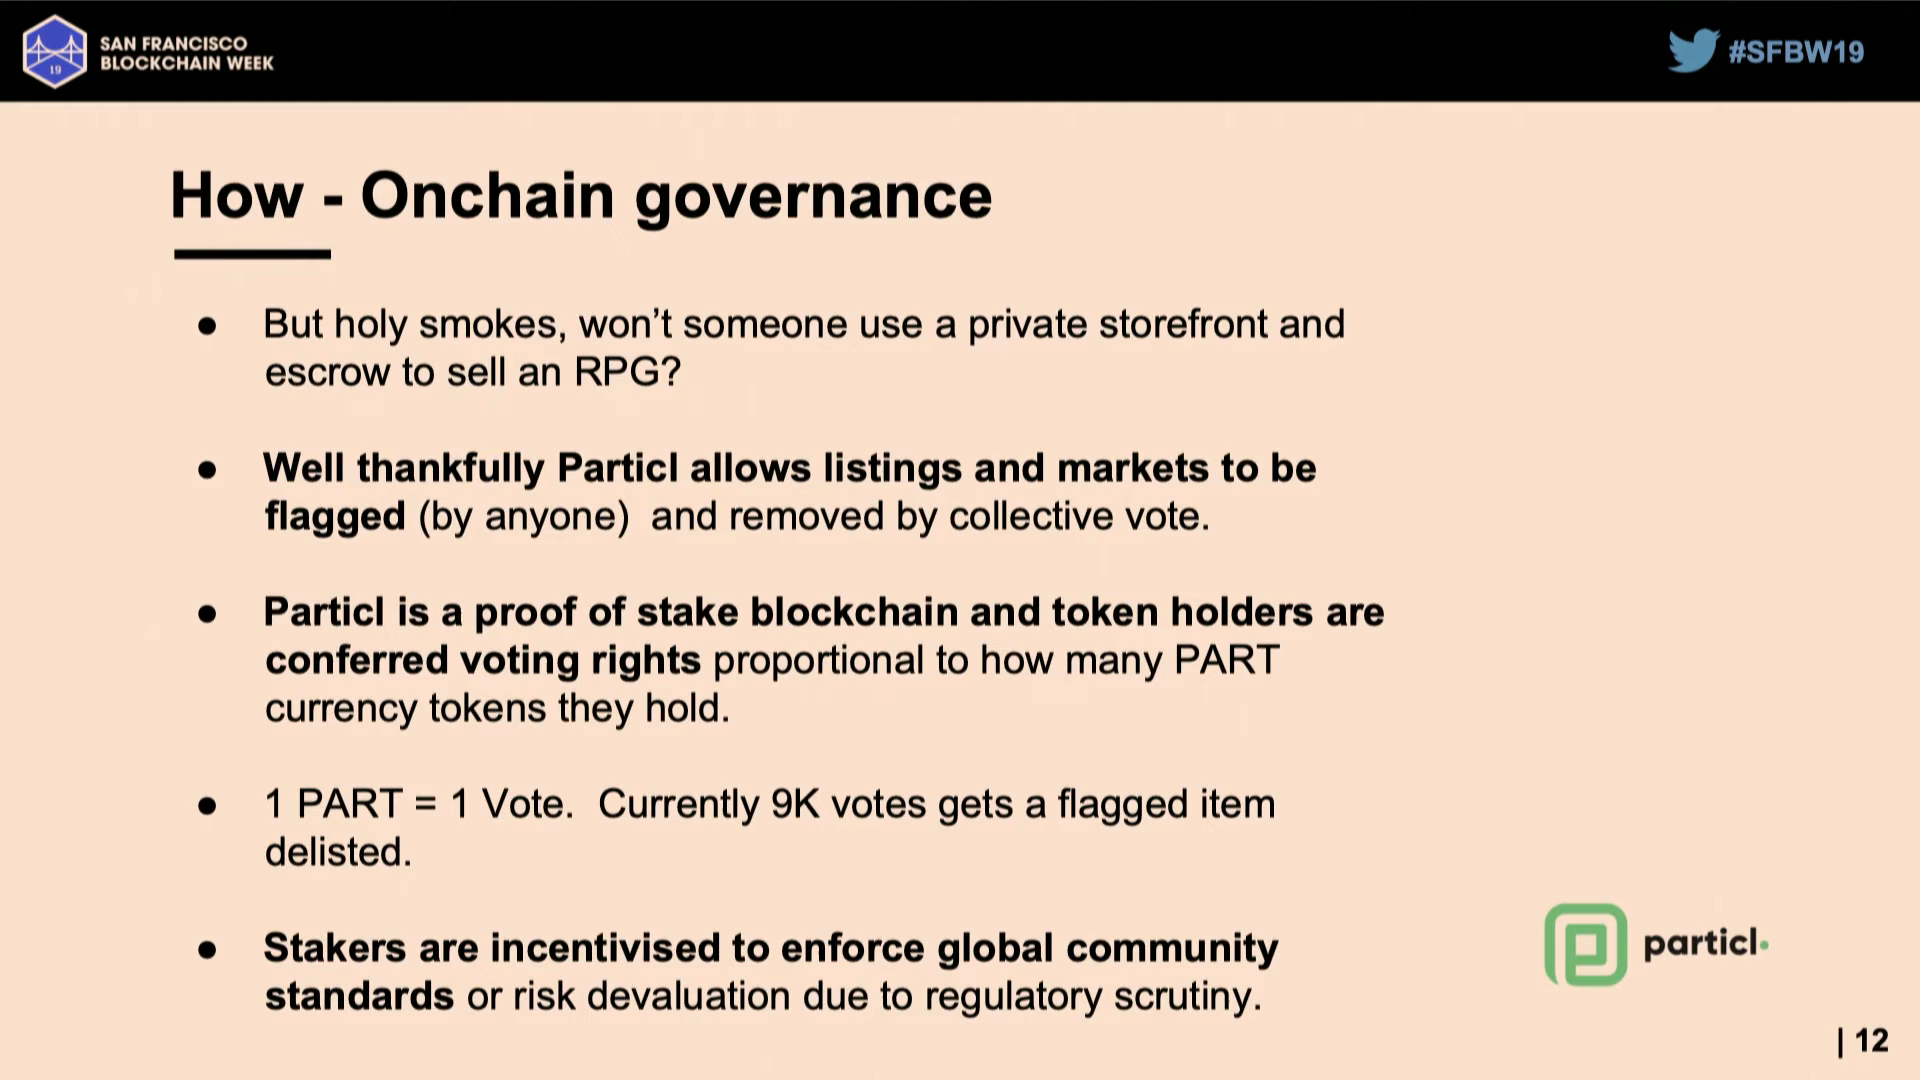 SAN FRANCISCO
BLOCKCHAIN WEEK
19
#SFBW19
How - Onchain governance
● But holy smokes, won’t someone use a private storefront and
escrow to sell an RPG?
● Well thankfully Particl allows listings and markets to be
flagged (by anyone)  and removed by collective vote.
● Particl is a proof of stake blockchain and token holders are
conferred voting rights proportional to how many PART
currency tokens they hold.
● 1 PART = 1 Vote.  Currently 9K votes gets a flagged item
delisted.
● Stakers are incentivised to enforce global community
standards or risk devaluation due to regulatory scrutiny.
particl
| 12